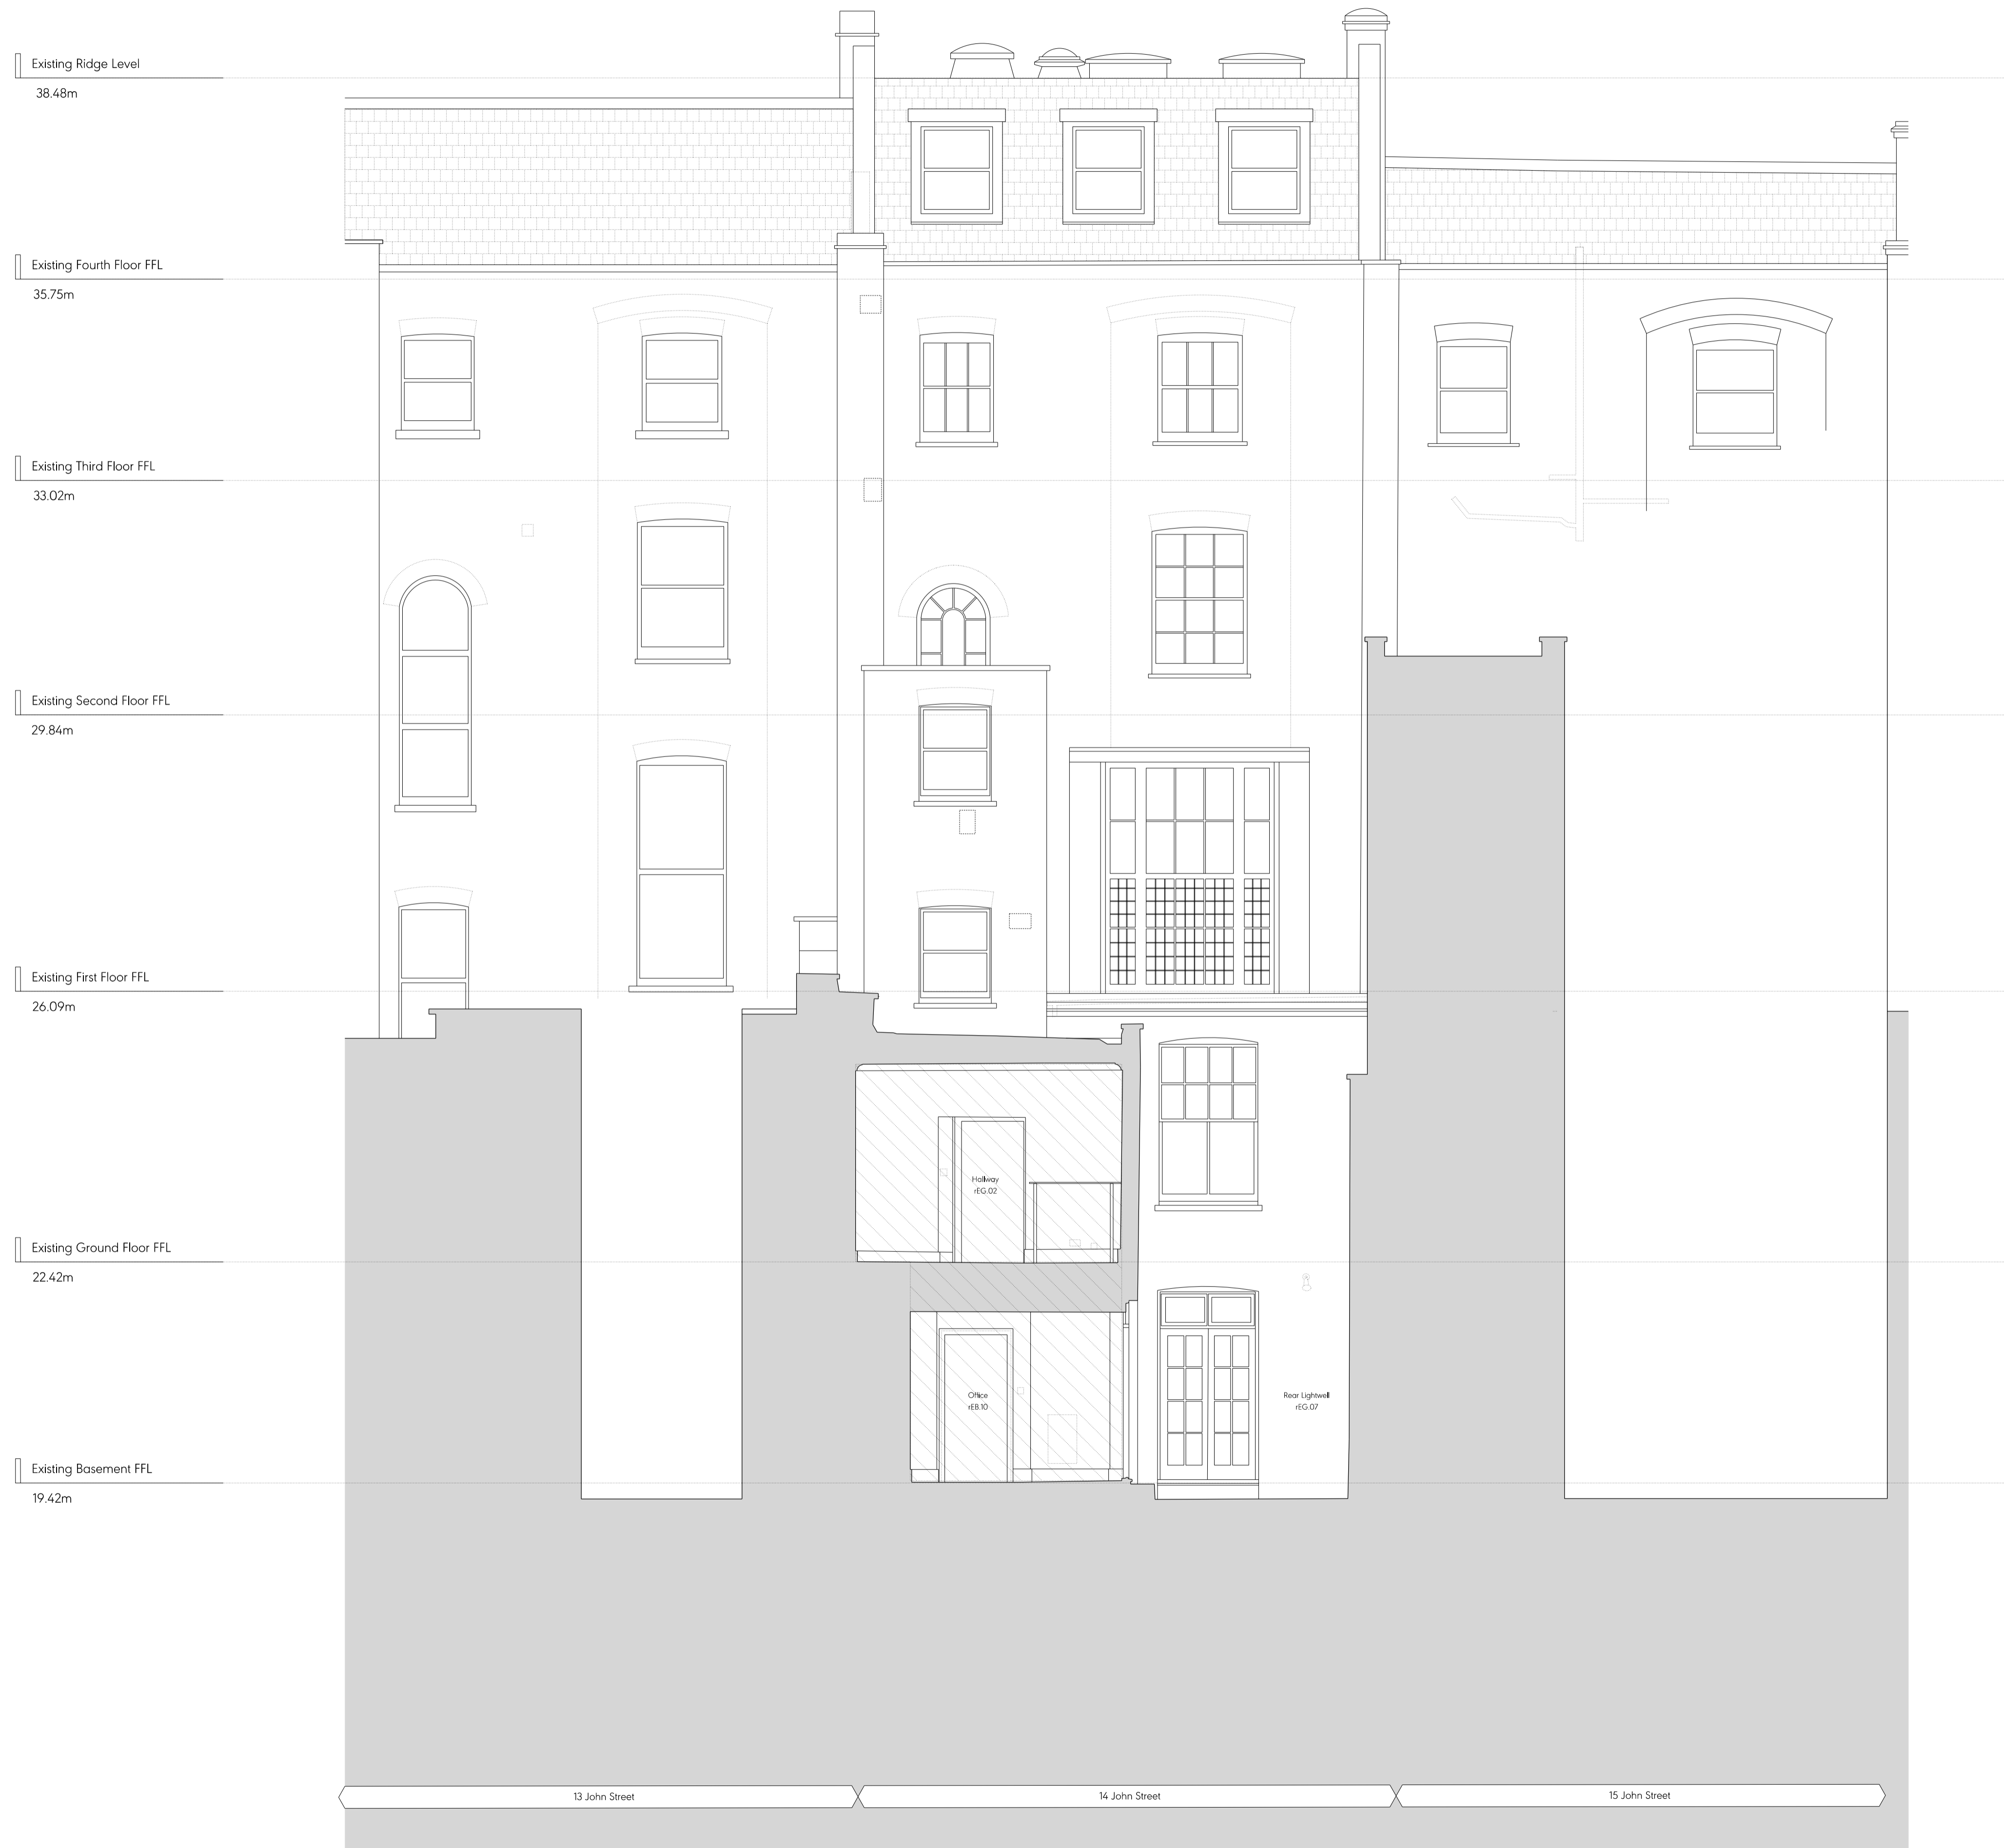 Existing Ridge Level
38.48m
Existing Fourth Floor FFL
35.75m
Existing Third Floor FFL
33.02m
Existing Second Floor FFL
29.84m
Existing First Floor FFL
26.09m
Hallway
rEG.02
Existing Ground Floor FFL
22.42m
Office
rEB.10
Rear Lightwell
rEG.07
Existing Basement FFL
19.42m
13 John Street
14 John Street
15 John Street